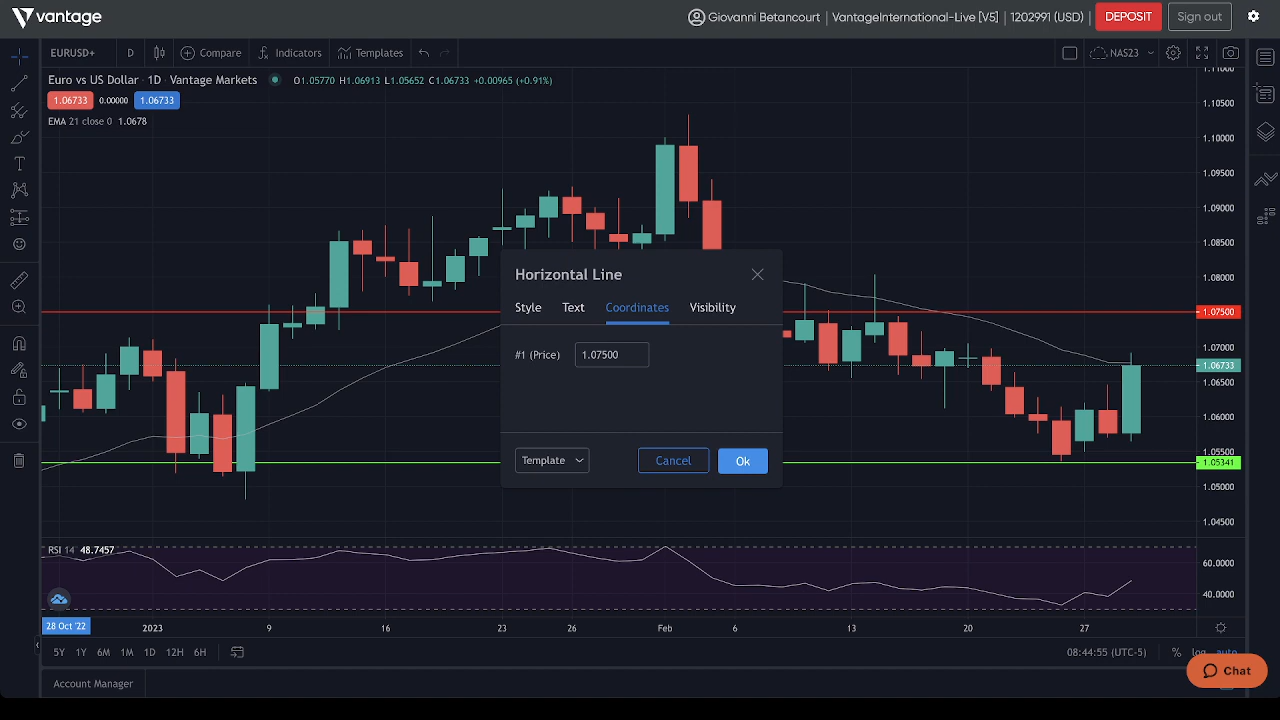 vantage
Giovanni Betancourt | VantageInternational-Live [V5] | 1202991 (USD) | DEPOSIT Sign out
EURUSD+ D Compare Indicators Templates NAS23
Euro vs US Dollar · 1D · Vantage Markets O1.05770 H1.06913 L1.05652 C1.06733 +0.00965 (+0.91%)
1.06733 0.00000 1.06733
EMA 21 close 0 1.0678
1.11000
1.10500
1.10000
1.09500
1.09000
1.08500
1.08000
1.07500
1.07000
1.06733
1.06500
1.06000
1.05500
1.05341
1.05000
1.04500
Horizontal Line
Style Text Coordinates Visibility
#1 (Price) 1.07500
Template Cancel Ok
RSI 14 48.7457
60.0000
40.0000
28 Oct '22 2023 9 16 23 26 Feb 6 13 20 27
5Y 1Y 6M 1M 1D 12H 6H 08:44:55 (UTC-5) % log auto
Chat
Account Manager